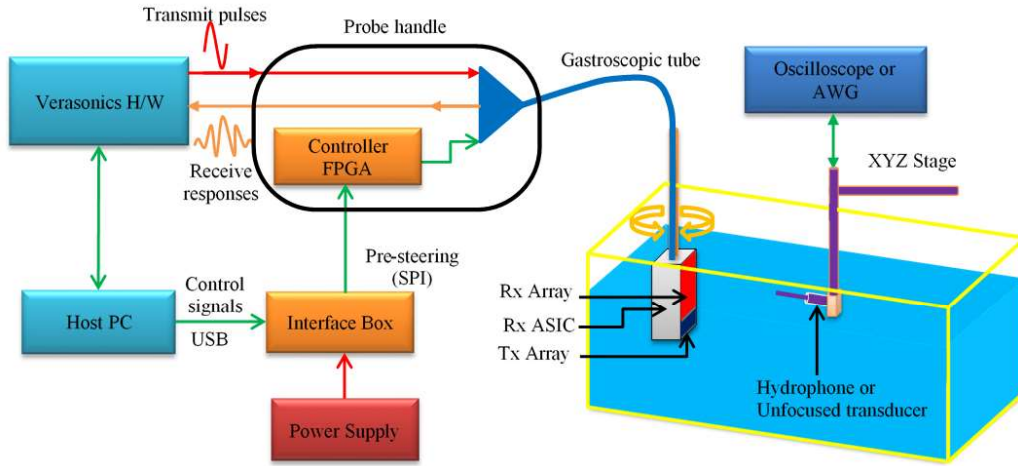 Transmit pulses
Probe handle
Gastroscopic tube
Verasonics H/W
Oscilloscope or
AWG
Receive
responses
Controller
FPGA
XYZ Stage
Pre-steering
(SPI)
Host PC
Control
signals
USB
Interface Box
Rx Array
Rx ASIC
Tx Array
Hydrophone or
Unfocused transducer
Power Supply